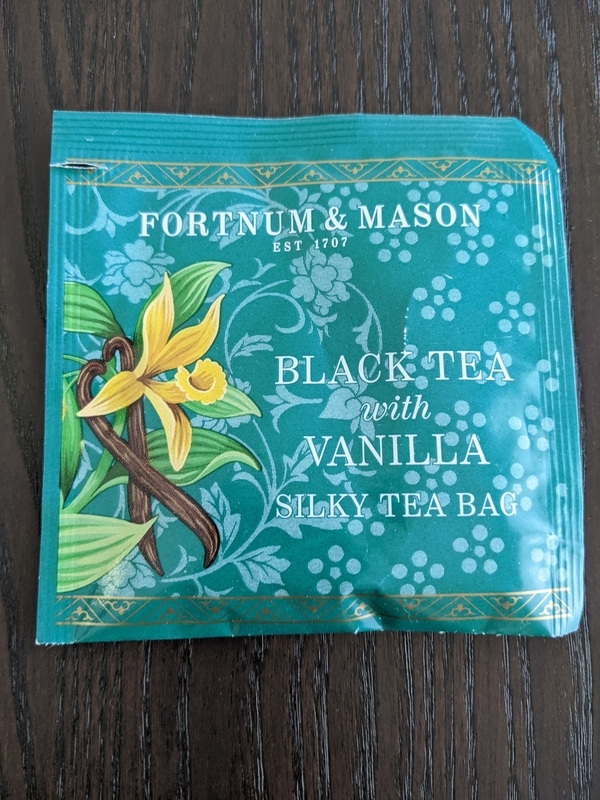 FORTNUM & MASON
EST 1707
BLACK TEA
with
VANILLA
SILKY TEA BAG